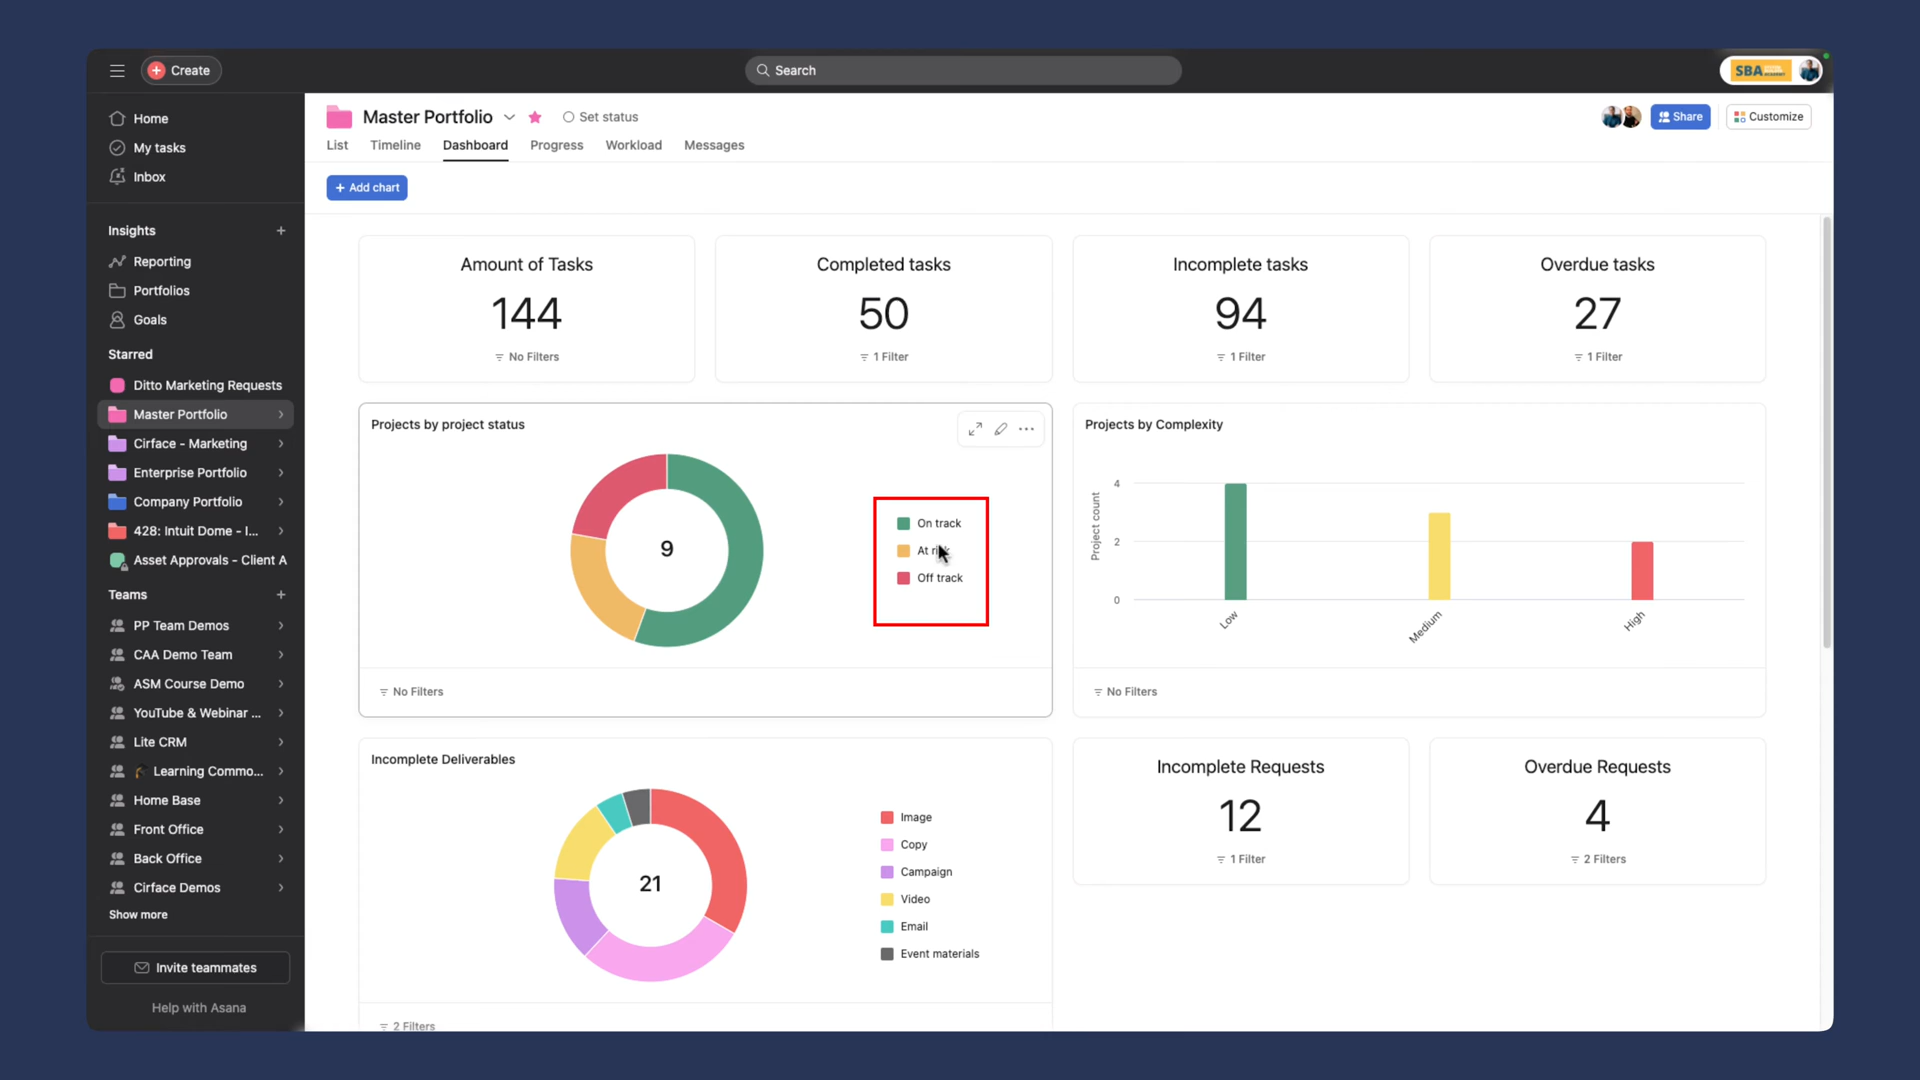 Create
Search
SBA
Home
My tasks
Inbox
Insights
Reporting
Portfolios
Goals
Starred
Ditto Marketing Requests
Master Portfolio
Cirface - Marketing
Enterprise Portfolio
Company Portfolio
428: Intuit Dome - I...
Asset Approvals - Client A
Teams
PP Team Demos
CAA Demo Team
ASM Course Demo
YouTube & Webinar ...
Lite CRM
Learning Commo...
Home Base
Front Office
Back Office
Cirface Demos
Show more
Invite teammates
Help with Asana
Master Portfolio
Set status
Share
Customize
List Timeline Dashboard Progress Workload Messages
+ Add chart
Amount of Tasks
144
No Filters
Completed tasks
50
1 Filter
Incomplete tasks
94
1 Filter
Overdue tasks
27
1 Filter
Projects by project status
9
On track
At risk
Off track
No Filters
Projects by Complexity
Project count
4
2
0
Low
Medium
High
No Filters
Incomplete Deliverables
21
Image
Copy
Campaign
Video
Email
Event materials
2 Filters
Incomplete Requests
12
1 Filter
Overdue Requests
4
2 Filters